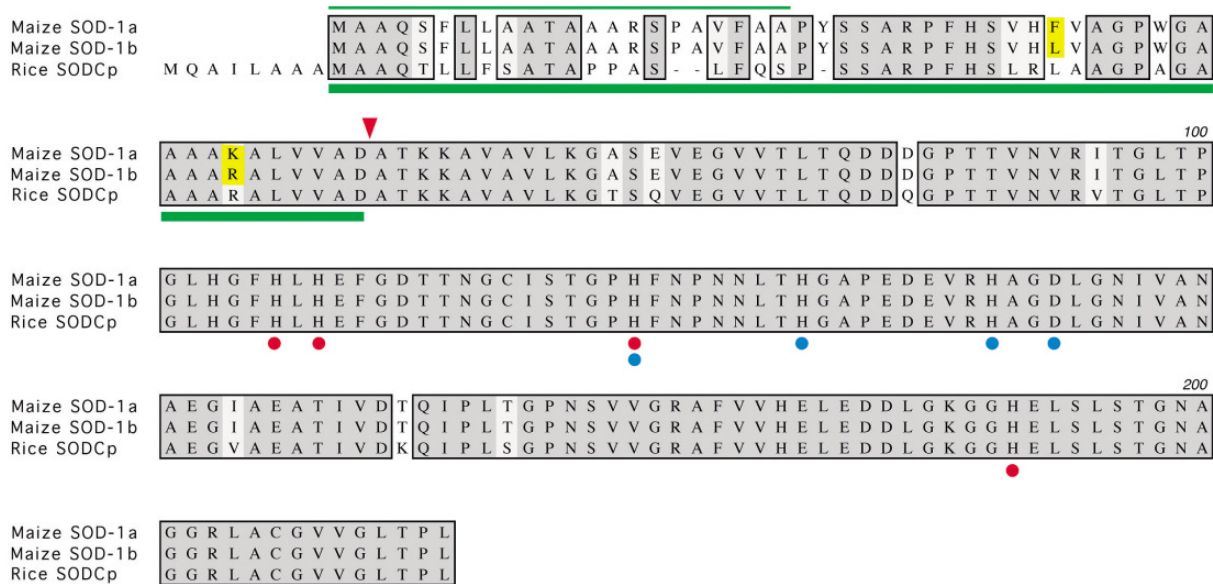 Maize SOD-1a M A A Q S F L L A A T A A A R S P A V F A A P Y S S A R P F H S V H F V A G P W G A
Maize SOD-1b M A A Q S F L L A A T A A A R S P A V F A A P Y S S A R P F H S V H L V A G P W G A
Rice SODCp M Q A I L A A A M A A Q T L L F S A T A P P A S - - L F Q S P - S S A R P F H S L R L A A G P A G A
100
Maize SOD-1a A A A K A L V V A D A T K K A V A V L K G A S E V E G V V T L T Q D D D G P T T V N V R I T G L T P
Maize SOD-1b A A A R A L V V A D A T K K A V A V L K G A S E V E G V V T L T Q D D D G P T T V N V R I T G L T P
Rice SODCp A A A R A L V V A D A T K K A V A V L K G T S Q V E G V V T L T Q D D Q G P T T V N V R V T G L T P
Maize SOD-1a G L H G F H L H E F G D T T N G C I S T G P H F N P N N L T H G A P E D E V R H A G D L G N I V A N
Maize SOD-1b G L H G F H L H E F G D T T N G C I S T G P H F N P N N L T H G A P E D E V R H A G D L G N I V A N
Rice SODCp G L H G F H L H E F G D T T N G C I S T G P H F N P N N L T H G A P E D E V R H A G D L G N I V A N
200
Maize SOD-1a A E G I A E A T I V D T Q I P L T G P N S V V G R A F V V H E L E D D L G K G G H E L S L S T G N A
Maize SOD-1b A E G I A E A T I V D T Q I P L T G P N S V V G R A F V V H E L E D D L G K G G H E L S L S T G N A
Rice SODCp A E G V A E A T I V D K Q I P L S G P N S V V G R A F V V H E L E D D L G K G G H E L S L S T G N A
Maize SOD-1a G G R L A C G V V G L T P L
Maize SOD-1b G G R L A C G V V G L T P L
Rice SODCp G G R L A C G V V G L T P L